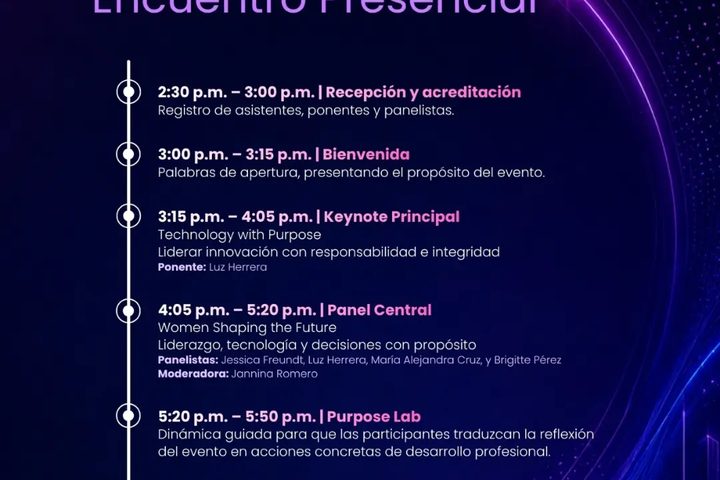 Encuentro Presencial
2:30 p.m. – 3:00 p.m. | Recepción y acreditación
Registro de asistentes, ponentes y panelistas.
3:00 p.m. – 3:15 p.m. | Bienvenida
Palabras de apertura, presentando el propósito del evento.
3:15 p.m. – 4:05 p.m. | Keynote Principal
Technology with Purpose
Liderar innovación con responsabilidad e integridad
Ponente: Luz Herrera
4:05 p.m. – 5:20 p.m. | Panel Central
Women Shaping the Future
Liderazgo, tecnología y decisiones con propósito
Panelistas: Jessica Freundt, Luz Herrera, Maria Alejandra Cruz, y Brigitte Pérez
Moderadora: Jannina Romero
5:20 p.m. – 5:50 p.m. | Purpose Lab
Dinámica guiada para que las participantes traduzcan la reflexión
del evento en acciones concretas de desarrollo profesional.